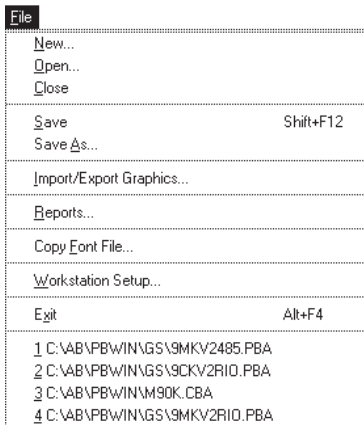 File
New...
Open...
Close
Save Shift+F12
Save As...
Import/Export Graphics...
Reports...
Copy Font File...
Workstation Setup...
Exit Alt+F4
1 C:\AB\PBWIN\GS\9MKV2485.PBA
2 C:\AB\PBWIN\GS\9CKV2RIO.PBA
3 C:\AB\PBWIN\M90K.CBA
4 C:\AB\PBWIN\GS\9MKV2RIO.PBA